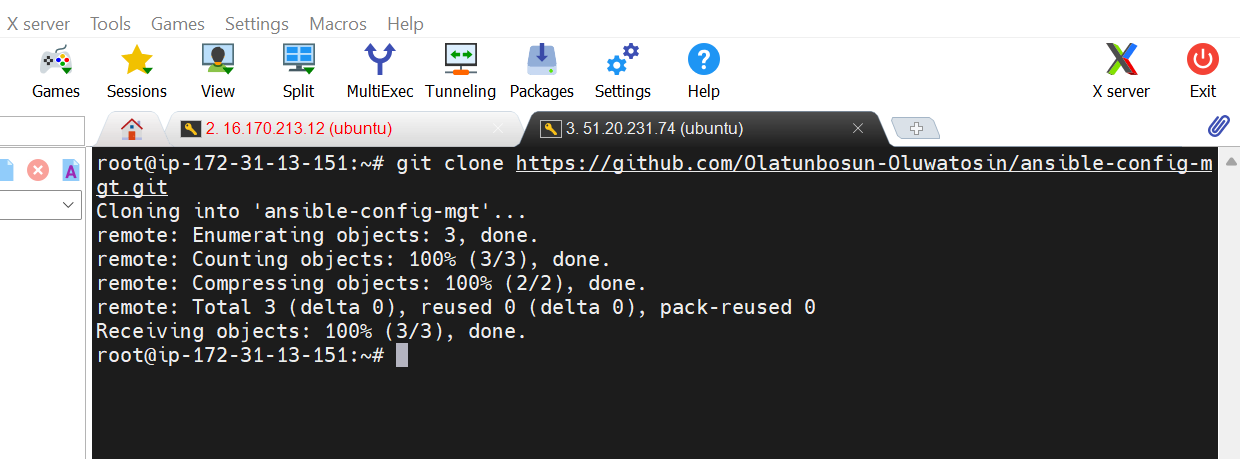 X server Tools Games Settings Macros Help
Games Sessions View Split MultiExec Tunneling Packages Settings Help X server Exit
2. 16.170.213.12 (ubuntu) 3. 51.20.231.74 (ubuntu)
A
root@ip-172-31-13-151:~# git clone https://github.com/Olatunbosun-Oluwatosin/ansible-config-m
gt.git
Cloning into 'ansible-config-mgt'...
remote: Enumerating objects: 3, done.
remote: Counting objects: 100% (3/3), done.
remote: Compressing objects: 100% (2/2), done.
remote: Total 3 (delta 0), reused 0 (delta 0), pack-reused 0
Receiving objects: 100% (3/3), done.
root@ip-172-31-13-151:~#